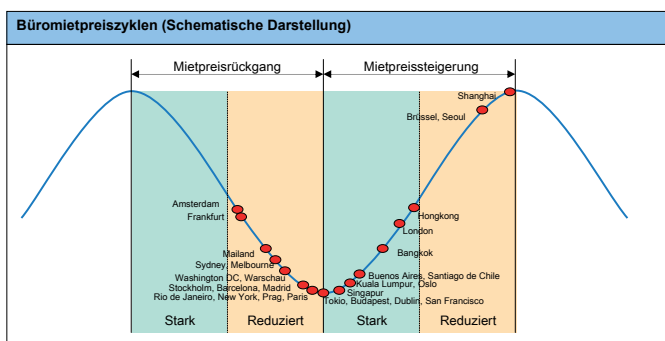 Büromietpreiszyklen (Schematische Darstellung)
Mietpreisrückgang
Mietpreissteigerung
Shanghai
Brüssel, Seoul
Amsterdam
Frankfurt
Hongkong
London
Mailand
Bangkok
Sydney, Melbourne
Washington DC, Warschau
Buenos Aires, Santiago de Chile
Stockholm, Barcelona, Madrid
Kuala Lumpur, Oslo
Rio de Janeiro, New York, Prag, Paris
Singapur
Tokio, Budapest, Dublin, San Francisco
Stark
Reduziert
Stark
Reduziert